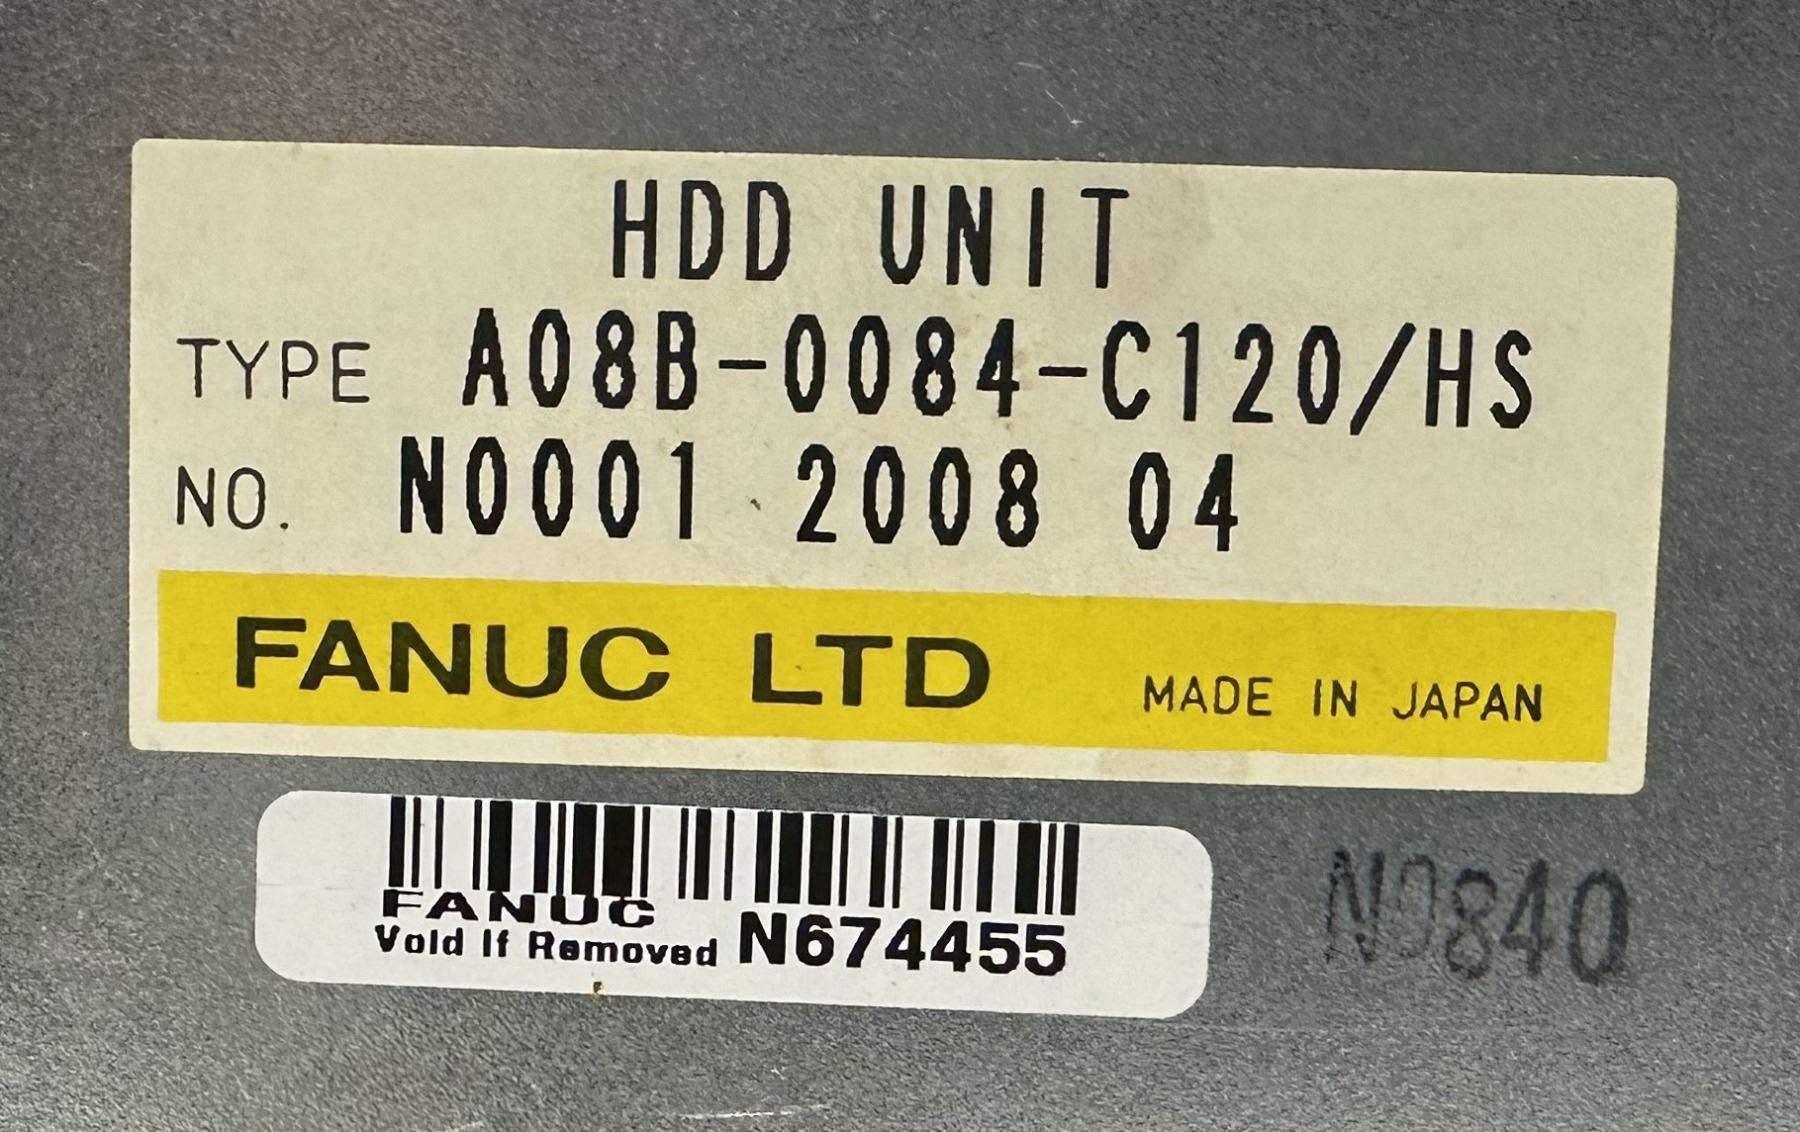 HDD UNIT
TYPE A08B-0084-C120/HS
NO. N0001 2008 04
FANUC LTD MADE IN JAPAN
FANUC
Void If Removed N674455
N0840